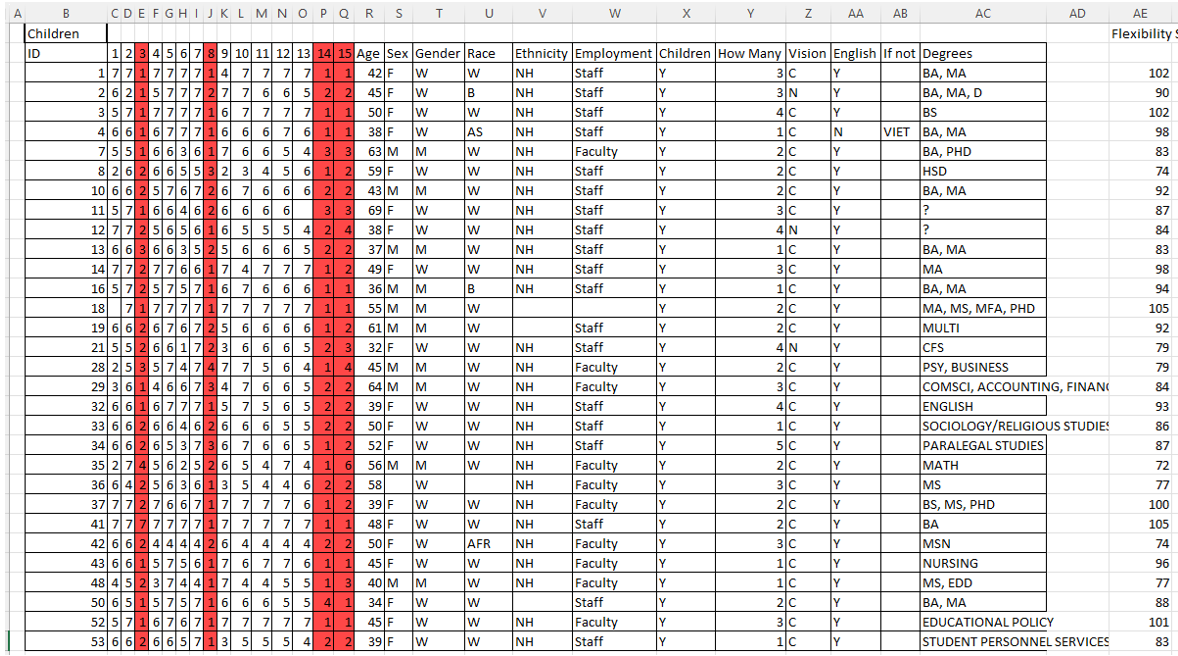 A B C D E F G H I J K L M N O P Q R S T U V W X Y Z AA AB AC AD AE
Children Flexibility
ID 1 2 3 4 5 6 7 8 9 10 11 12 13 14 15 Age Sex Gender Race Ethnicity Employment Children How Many Vision English If not Degrees
1 7 7 1 7 7 7 7 1 4 7 7 7 7 1 1 42 F W W NH Staff Y 3 C Y BA, MA 102
2 6 2 1 5 7 7 7 2 7 7 6 6 5 2 2 45 F W B NH Staff Y 3 N Y BA, MA, D 90
3 5 7 1 7 7 7 7 1 6 7 7 7 7 1 1 50 F W W NH Staff Y 4 C Y BS 102
4 6 6 1 6 7 7 7 1 6 6 6 7 6 1 1 38 F W AS NH Staff Y 1 C N VIET BA, MA 98
7 5 5 1 6 6 3 6 1 7 6 6 5 4 3 3 63 M M W NH Faculty Y 2 C Y BA, PHD 83
8 2 6 2 6 6 5 5 3 2 3 4 5 6 1 2 59 F W W NH Staff Y 2 C Y HSD 74
10 6 6 2 5 7 6 7 2 6 7 6 6 6 2 2 43 M M W NH Staff Y 2 C Y BA, MA 92
11 5 7 1 6 6 4 6 2 6 6 6 6 3 3 69 F W W NH Staff Y 3 C Y ? 87
12 7 7 2 5 6 5 6 1 6 5 5 5 4 2 4 38 F W W NH Staff Y 4 N Y ? 84
13 6 6 3 6 6 3 5 2 5 6 6 6 5 2 2 37 M M W NH Staff Y 1 C Y BA, MA 83
14 7 7 2 7 7 6 6 1 7 4 7 7 7 1 2 49 F W W NH Staff Y 3 C Y MA 98
16 5 7 2 5 7 5 7 1 6 7 6 6 6 1 1 36 M M B NH Staff Y 1 C Y BA, MA 94
18 7 1 7 7 7 7 1 7 7 7 7 7 1 1 55 M M W Y 2 C Y MA, MS, MFA, PHD 105
19 6 6 2 6 7 6 7 2 5 6 6 6 6 1 2 61 M M W Staff Y 2 C Y MULTI 92
21 5 5 2 6 6 1 7 2 3 6 6 6 5 2 3 32 F W W NH Staff Y 4 N Y CFS 79
28 2 5 3 5 7 4 7 4 7 7 5 6 4 1 4 45 M M W NH Faculty Y 2 C Y PSY, BUSINESS 79
29 3 6 1 4 6 6 7 3 4 7 6 6 5 2 2 64 M M W NH Faculty Y 3 C Y COMSCI, ACCOUNTING, 84
32 6 6 1 6 7 7 7 1 5 7 5 6 5 2 2 39 F W W NH Staff Y 4 C Y ENGLISH 93
33 6 6 2 6 6 4 6 2 6 6 6 5 5 2 2 50 F W W NH Staff Y 1 C Y SOCIOLOGY/RELIGIOUS STUDIES 86
34 6 6 2 6 5 3 7 3 6 7 6 6 5 1 2 52 F W W NH Staff Y 5 C Y PARALEGAL STUDIES 87
35 2 7 4 5 6 2 5 2 6 5 4 7 4 1 6 56 M M W NH Faculty Y 2 C Y MATH 72
36 6 4 2 5 6 3 6 1 3 5 4 4 6 2 2 58 W NH Faculty Y 3 C Y MS 77
37 7 7 2 7 6 6 7 1 7 7 7 7 6 1 2 39 F W W NH Faculty Y 2 C Y BS, MS, PHD 100
41 7 7 7 7 7 7 7 1 7 7 7 7 7 1 1 48 F W W NH Staff Y 2 C Y BA 105
42 6 6 2 4 4 4 4 2 6 4 4 4 4 2 2 50 F W AFR NH Faculty Y 3 C Y MSN 74
43 6 6 1 5 7 5 6 1 7 6 7 7 6 1 1 45 F W W NH Faculty Y 1 C Y NURSING 96
48 4 5 2 3 7 4 4 1 7 4 4 5 5 1 3 40 M M W NH Faculty Y 1 C Y MS, EDD 77
50 6 5 1 5 7 5 7 1 6 6 6 5 5 4 1 34 F W W Staff Y 2 C Y BA, MA 88
52 5 7 1 6 7 6 7 1 7 7 7 7 7 1 1 45 F W W NH Faculty Y 3 C Y EDUCATIONAL POLICY 101
53 6 6 2 6 6 5 7 1 3 5 5 5 4 2 2 39 F W W NH Staff Y 1 C Y STUDENT PERSONNEL SERVICES 83